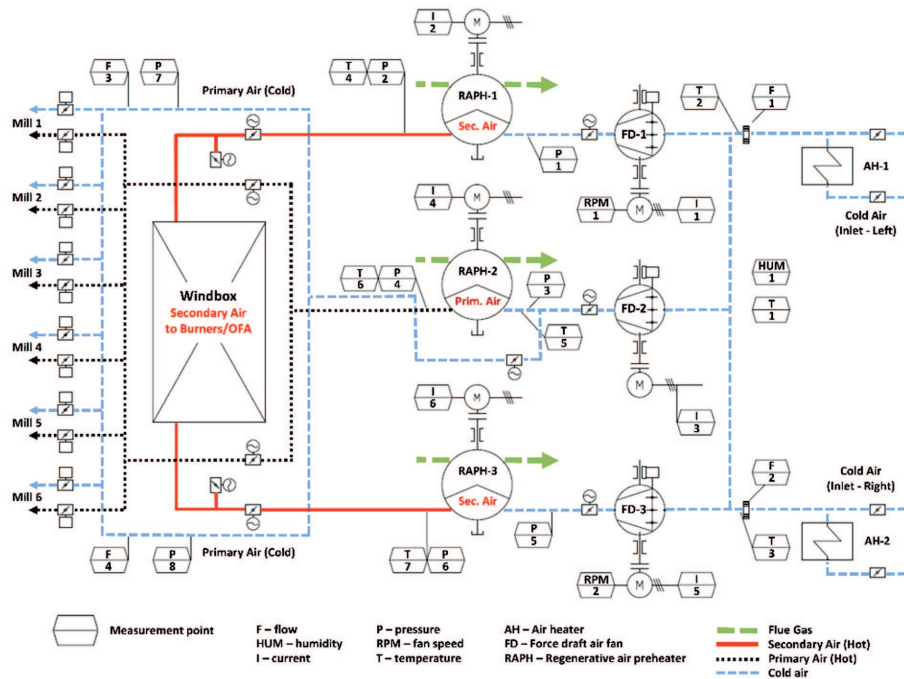 I
2
M
F
3
P
7
T
4
P
2
RAPH-1
Sec. Air
T
2
F
1
Primary Air (Cold)
Mill 1
FD-1
P
1
AH-1
I
4
M
RPM
1
M
I
1
Mill 2
Cold Air
(Inlet - Left)
Mill 3
Windbox
Secondary Air
to Burners/OFA
T
6
P
4
RAPH-2
Prim. Air
P
3
HUM
1
FD-2
T
1
T
5
Mill 4
I
6
M
M
I
3
Mill 5
RAPH-3
Sec. Air
F
2
Cold Air
(Inlet - Right)
Mill 6
FD-3
P
5
T
3
AH-2
Primary Air (Cold)
F
4
P
8
T
7
P
6
RPM
2
M
I
5
Measurement point
F – flow
HUM – humidity
I – current
P – pressure
RPM – fan speed
T – temperature
AH – Air heater
FD – Force draft air fan
RAPH – Regenerative air preheater
Flue Gas
Secondary Air (Hot)
Primary Air (Hot)
Cold air